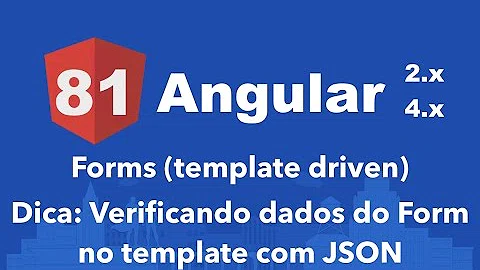 81 Angular 2.x
4.x
Forms (template driven)
Dica: Verificando dados do Form
no template com JSON